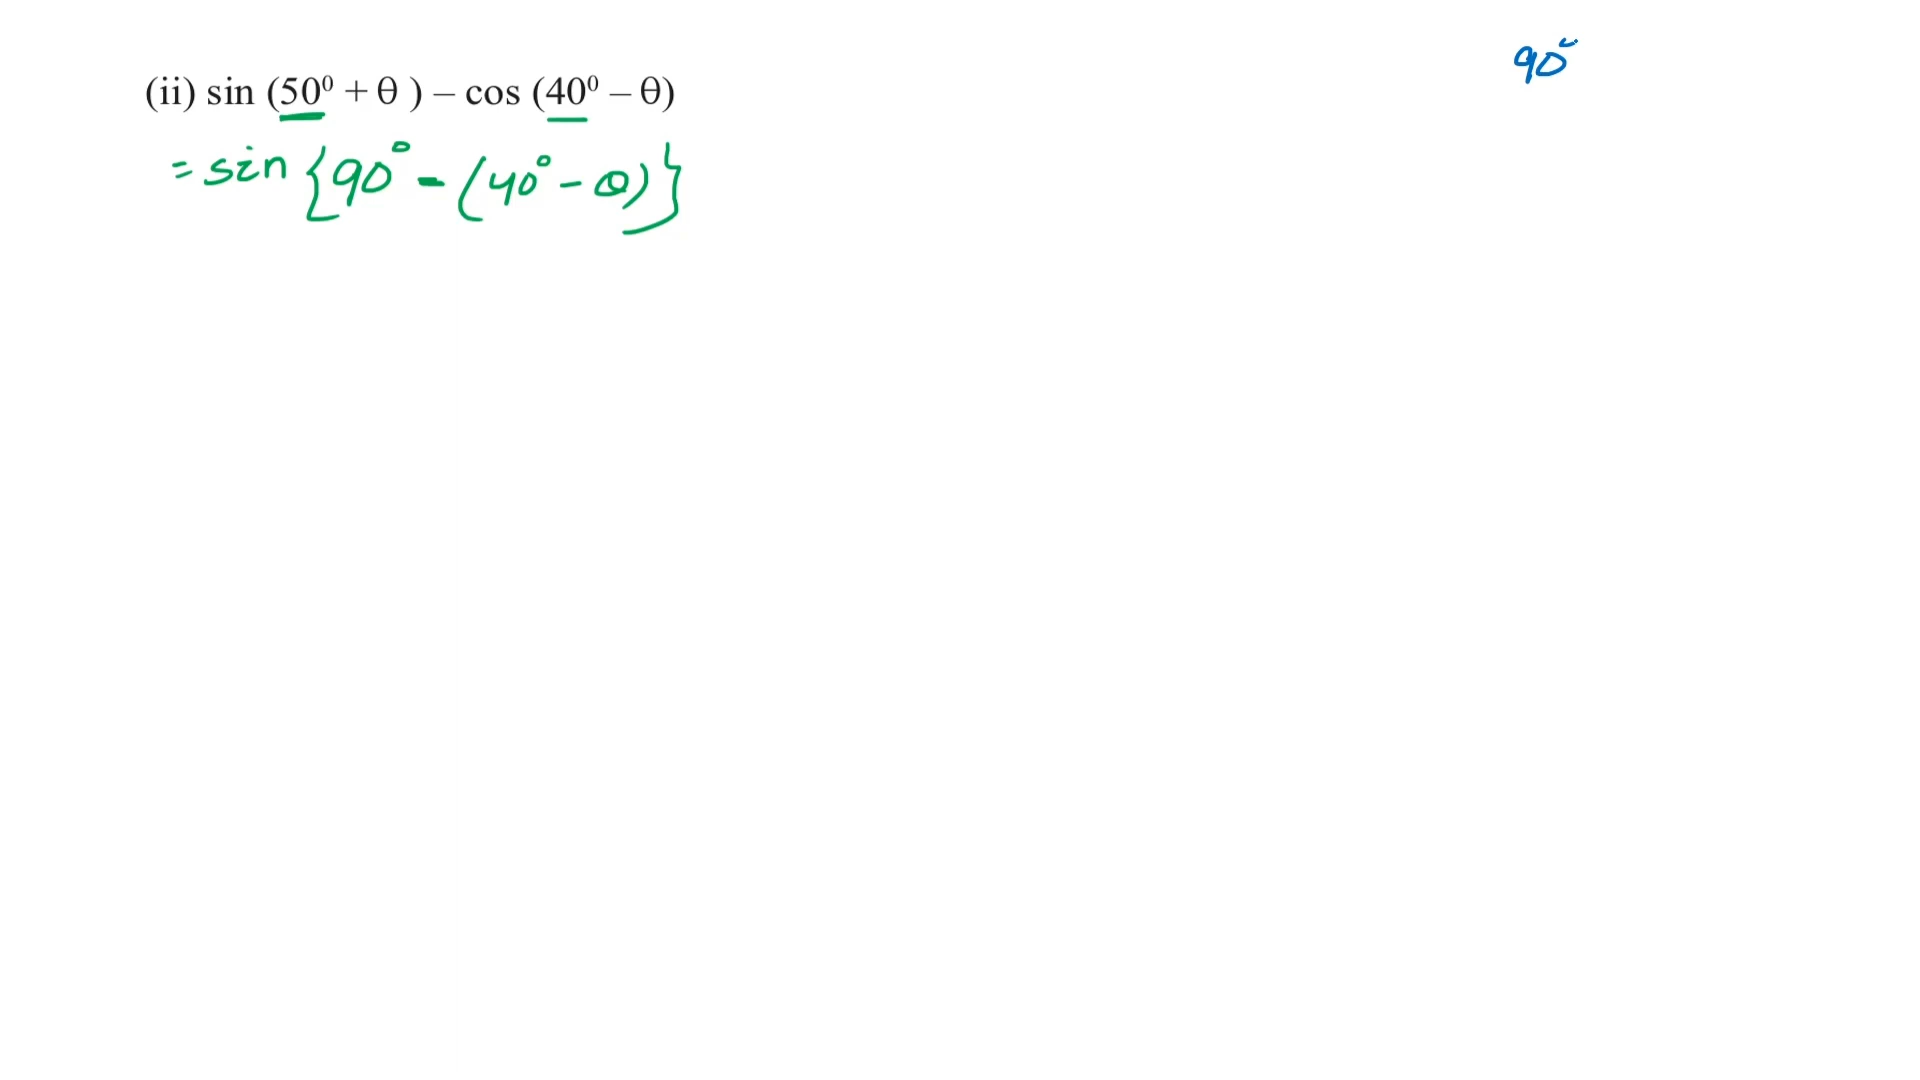 90°
(ii) sin (50⁰ + θ ) – cos (40⁰ – θ)
= sin {90° - (40° - θ)}